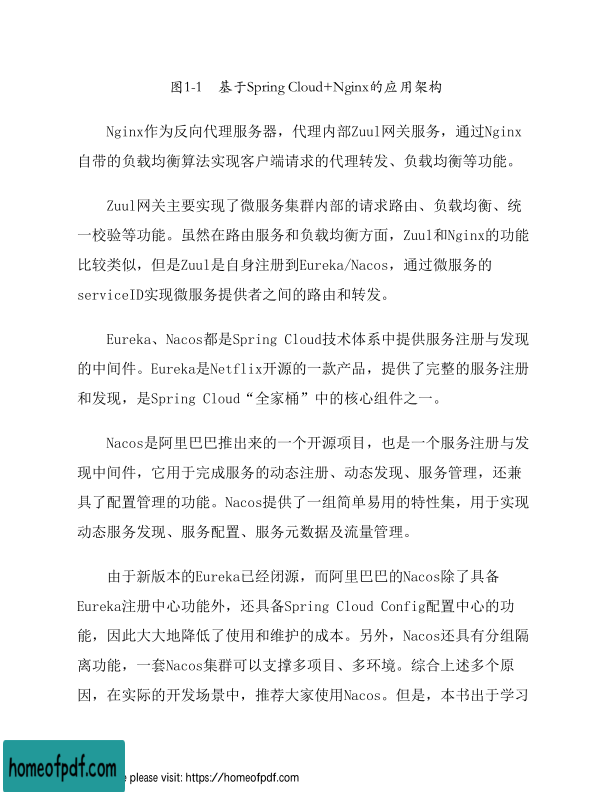 图1-1 基于Spring Cloud+Nginx的应用架构
Nginx作为反向代理服务器，代理内部Zuul网关服务，通过Nginx
自带的负载均衡算法实现客户端请求的代理转发、负载均衡等功能。
Zuul网关主要实现了微服务集群内部的请求路由、负载均衡、统
一校验等功能。虽然在路由服务和负载均衡方面，Zuul和Nginx的功能
比较类似，但是Zuul是自身注册到Eureka/Nacos，通过微服务的
serviceID实现微服务提供者之间的路由和转发。
Eureka、Nacos都是Spring Cloud技术体系中提供服务注册与发现
的中间件。Eureka是Netflix开源的一款产品，提供了完整的服务注册
和发现，是Spring Cloud“全家桶”中的核心组件之一。
Nacos是阿里巴巴推出来的一个开源项目，也是一个服务注册与发
现中间件，它用于完成服务的动态注册、动态发现、服务管理，还兼
具了配置管理的功能。Nacos提供了一组简单易用的特性集，用于实现
动态服务发现、服务配置、服务元数据及流量管理。
由于新版本的Eureka已经闭源，而阿里巴巴的Nacos除了具备
Eureka注册中心功能外，还具备Spring Cloud Config配置中心的功
能，因此大大地降低了使用和维护的成本。另外，Nacos还具有分组隔
离功能，一套Nacos集群可以支撑多项目、多环境。综合上述多个原
因，在实际的开发场景中，推荐大家使用Nacos。但是，本书出于学习
homeofpdf.com
please visit: https://homeofpdf.com